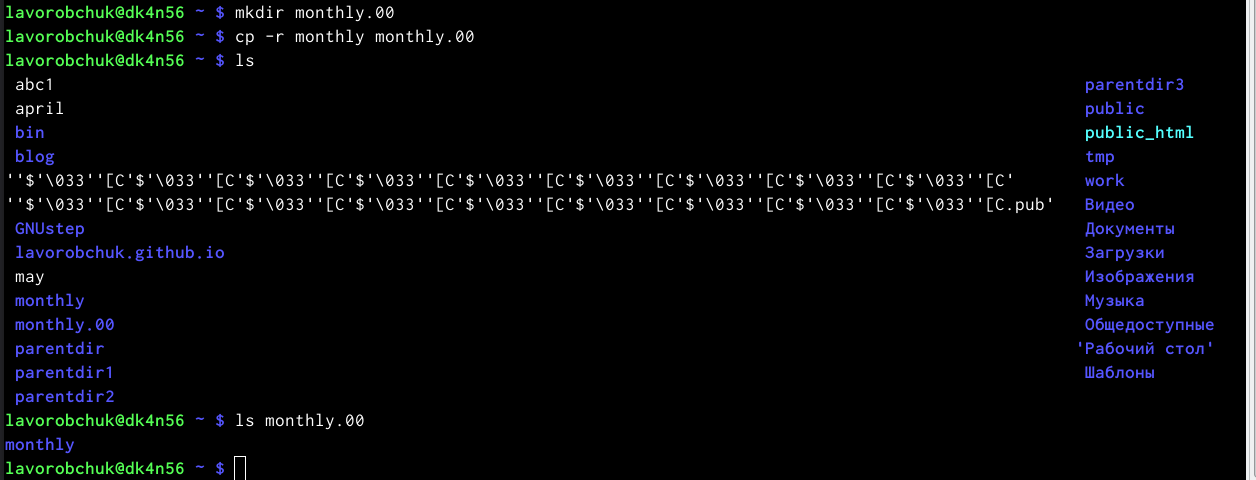 lavorobchuk@dk4n56 ~ $ mkdir monthly.00
lavorobchuk@dk4n56 ~ $ cp -r monthly monthly.00
lavorobchuk@dk4n56 ~ $ ls
abc1 parentdir3
april public
bin public_html
blog tmp
''$'\033''[C'$'\033''[C'$'\033''[C'$'\033''[C'$'\033''[C'$'\033''[C'$'\033''[C'$'\033''[C'$'\033''[C' work
''$'\033''[C'$'\033''[C'$'\033''[C'$'\033''[C'$'\033''[C'$'\033''[C'$'\033''[C'$'\033''[C'$'\033''[C.pub' Видео
GNUstep Документы
lavorobchuk.github.io Загрузки
may Изображения
monthly Музыка
monthly.00 Общедоступные
parentdir 'Рабочий стол'
parentdir1 Шаблоны
parentdir2
lavorobchuk@dk4n56 ~ $ ls monthly.00
monthly
lavorobchuk@dk4n56 ~ $